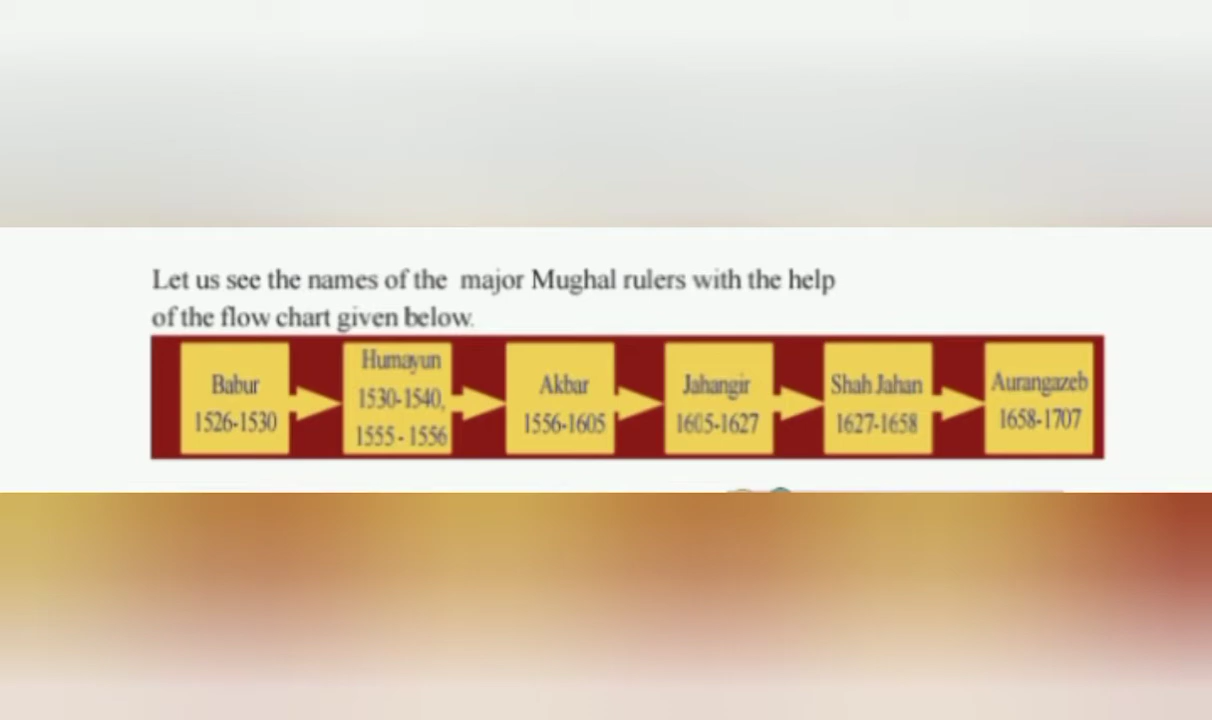 Let us see the names of the major Mughal rulers with the help
of the flow chart given below.
Babur
1526-1530
Humayun
1530-1540,
1555 - 1556
Akbar
1556-1605
Jahangir
1605-1627
Shah Jahan
1627-1658
Aurangazeb
1658-1707